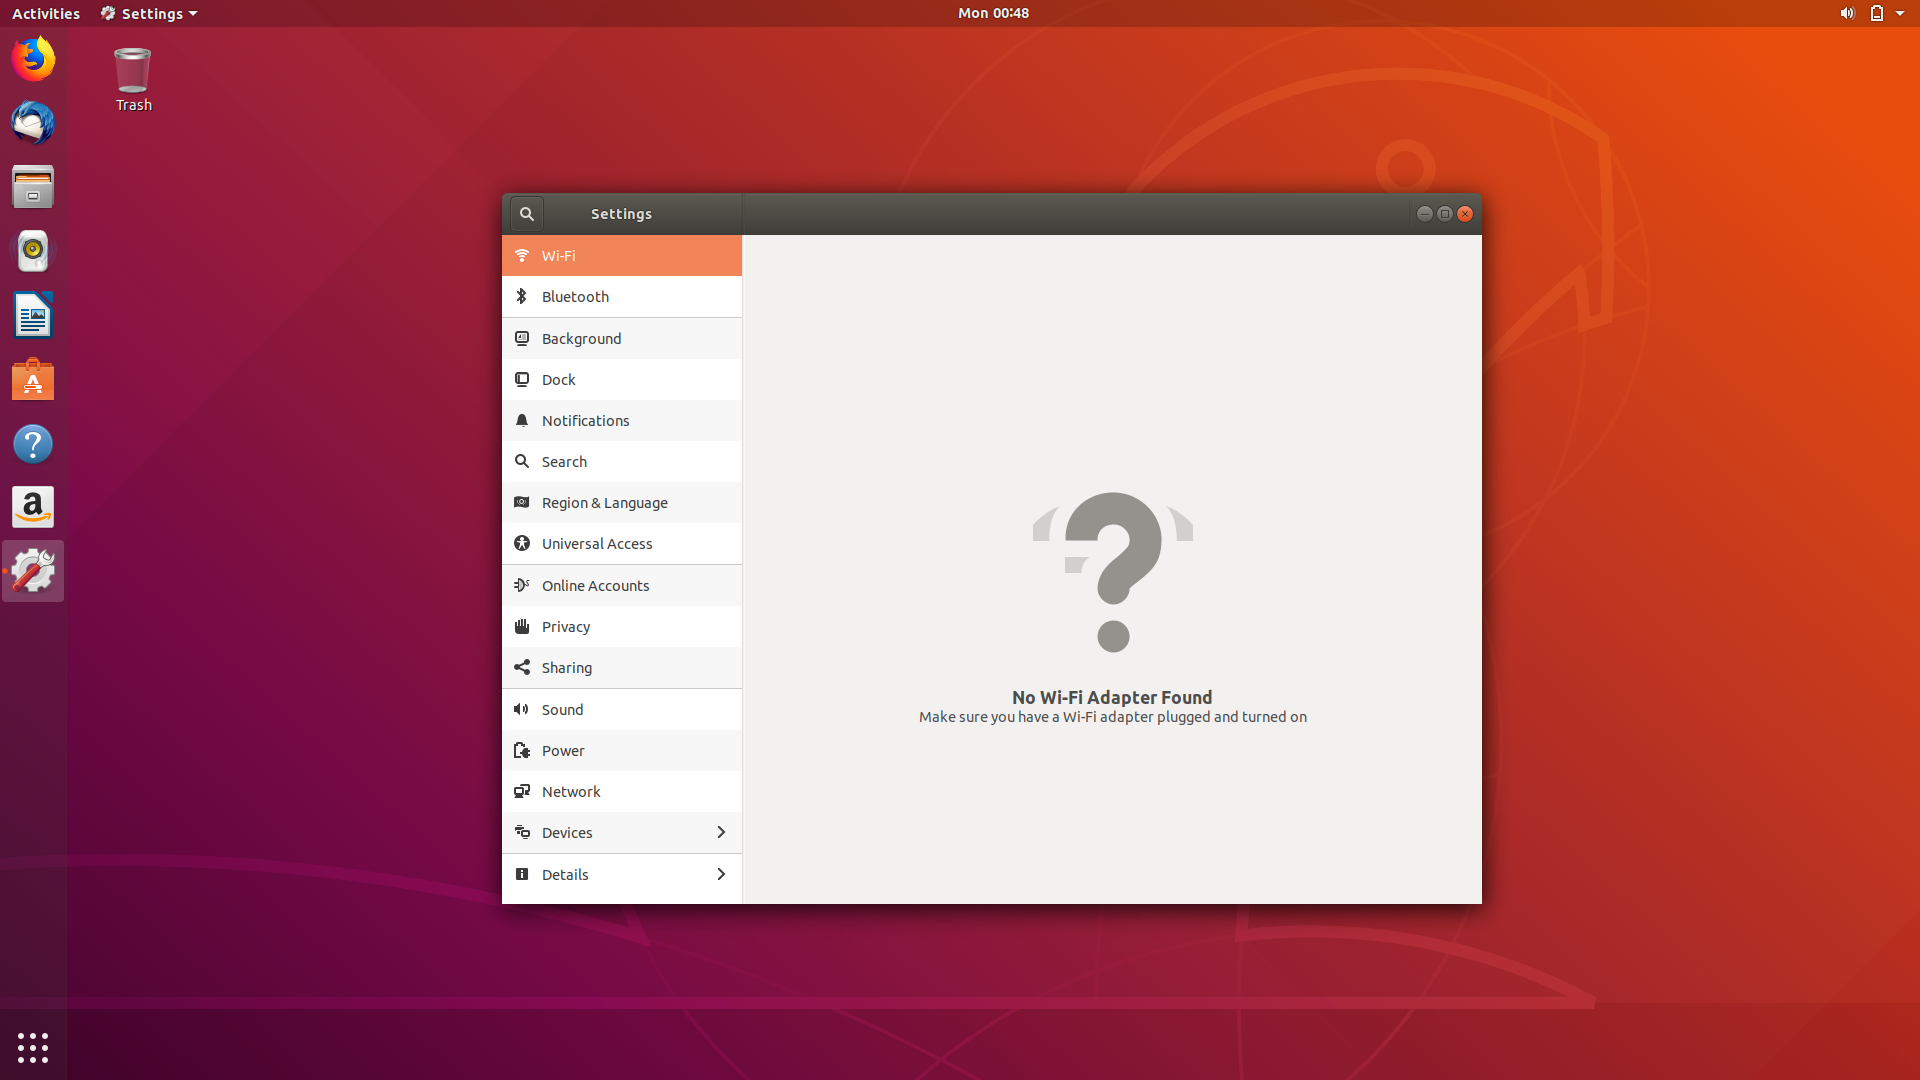 Activities
Settings
Mon 00:48
Trash
Settings
Wi-Fi
Bluetooth
Background
Dock
Notifications
Search
Region & Language
Universal Access
Online Accounts
Privacy
Sharing
Sound
Power
Network
Devices
Details
No Wi-Fi Adapter Found
Make sure you have a Wi-Fi adapter plugged and turned on